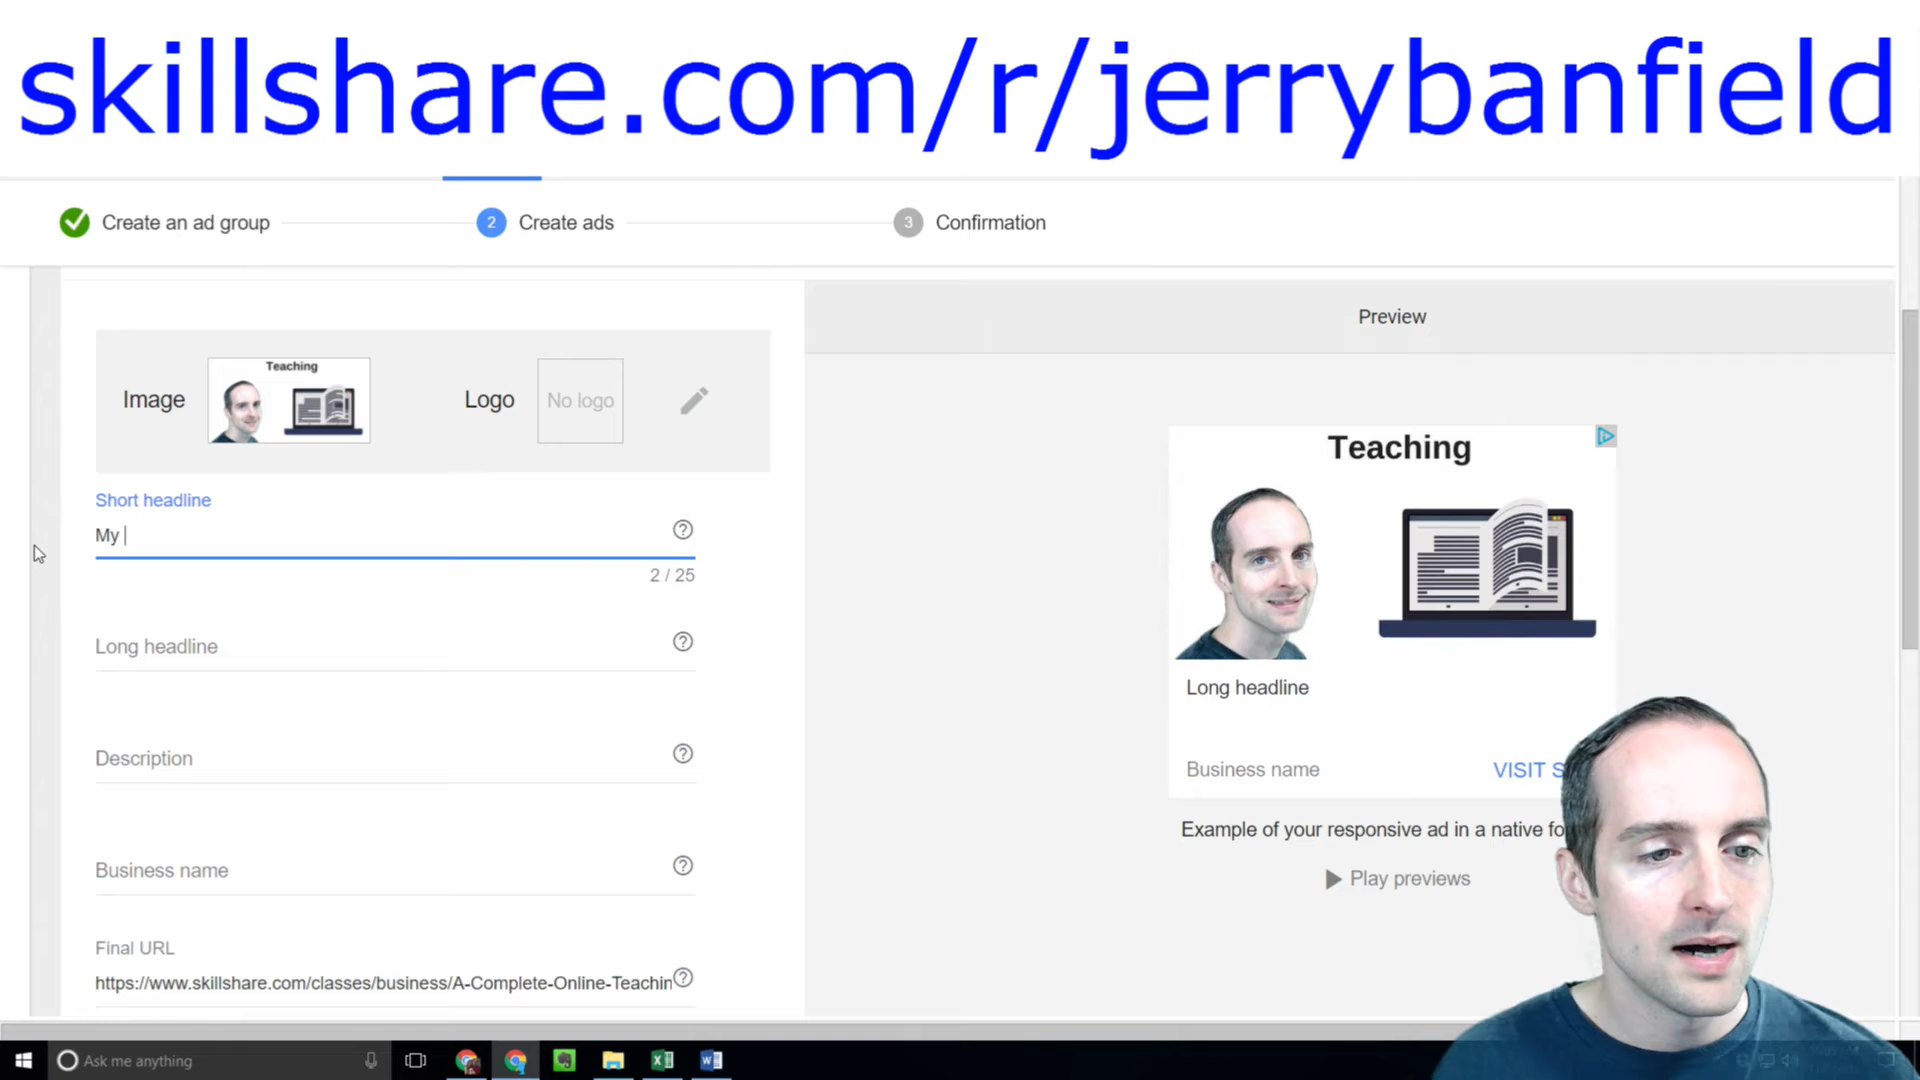 skillshare.com/r/jerrybanfield
Create an ad group
2 Create ads
3 Confirmation
Preview
Image
Teaching
Logo
No logo
Short headline
My
2 / 25
Long headline
Description
Business name
Final URL
https://www.skillshare.com/classes/business/A-Complete-Online-Teachin
Teaching
Long headline
Business name
VISIT S
Example of your responsive ad in a native fo
Play previews
Ask me anything